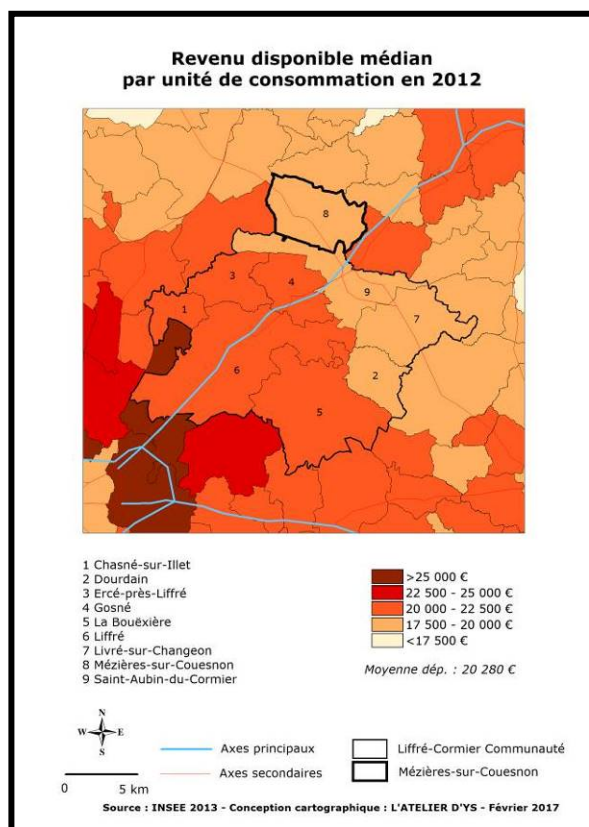 Revenu disponible médian
par unité de consommation en 2012
8
3
4
1
9
7
6
2
5
1 Chasné-sur-Illet
2 Dourdain
3 Ercé-près-Liffré
4 Gosné
5 La Bouëxière
6 Liffré
7 Livré-sur-Changeon
8 Mézières-sur-Couesnon
9 Saint-Aubin-du-Cormier
>25 000 €
22 500 - 25 000 €
20 000 - 22 500 €
17 500 - 20 000 €
<17 500 €
Moyenne dép. : 20 280 €
N
W E
S
0 5 km
Axes principaux
Axes secondaires
Liffré-Cormier Communauté
Mézières-sur-Couesnon
Source : INSEE 2013 - Conception cartographique : L'ATELIER D'YS - Février 2017